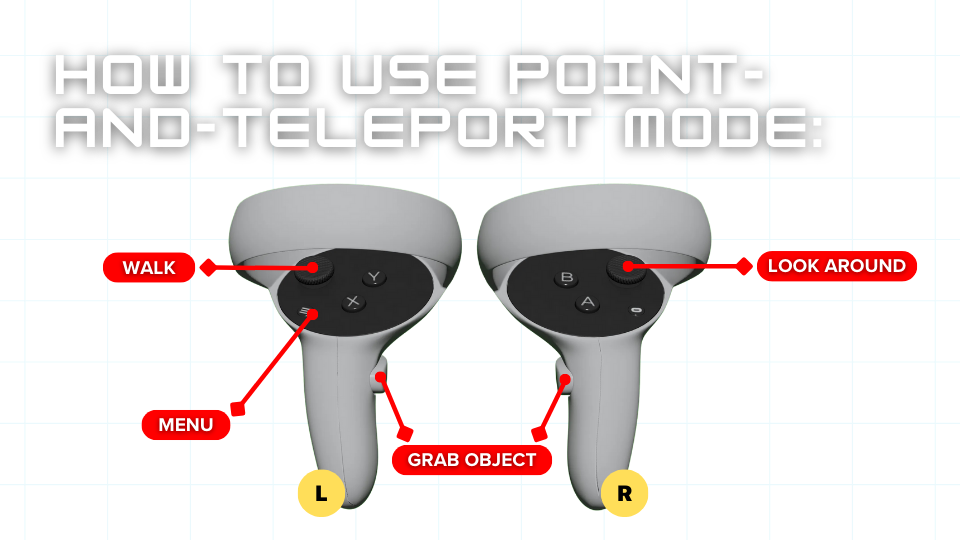 HOW TO USE POINT-
AND-TELEPORT MODE:
WALK
LOOK AROUND
Y
B
X
A
MENU
GRAB OBJECT
L
R